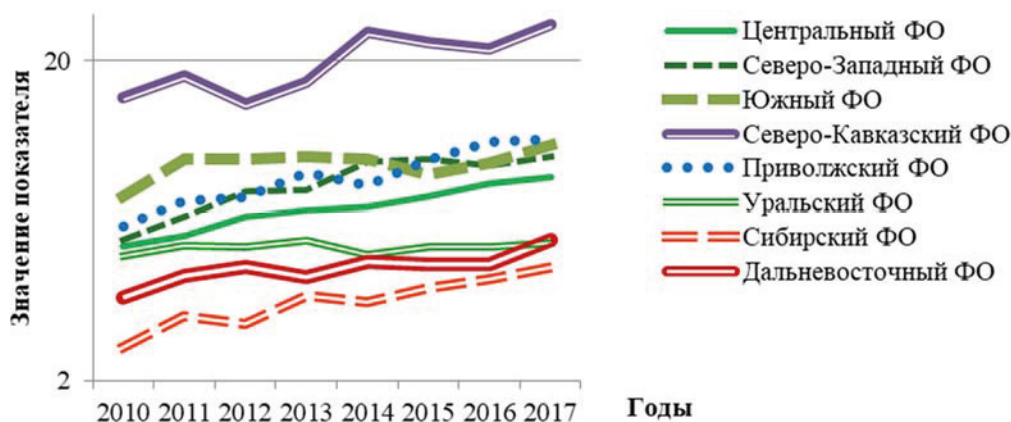 Значение показателя
20
2
2010 2011 2012 2013 2014 2015 2016 2017
Годы
Центральный ФО
Северо-Западный ФО
Южный ФО
Северо-Кавказский ФО
Приволжский ФО
Уральский ФО
Сибирский ФО
Дальневосточный ФО